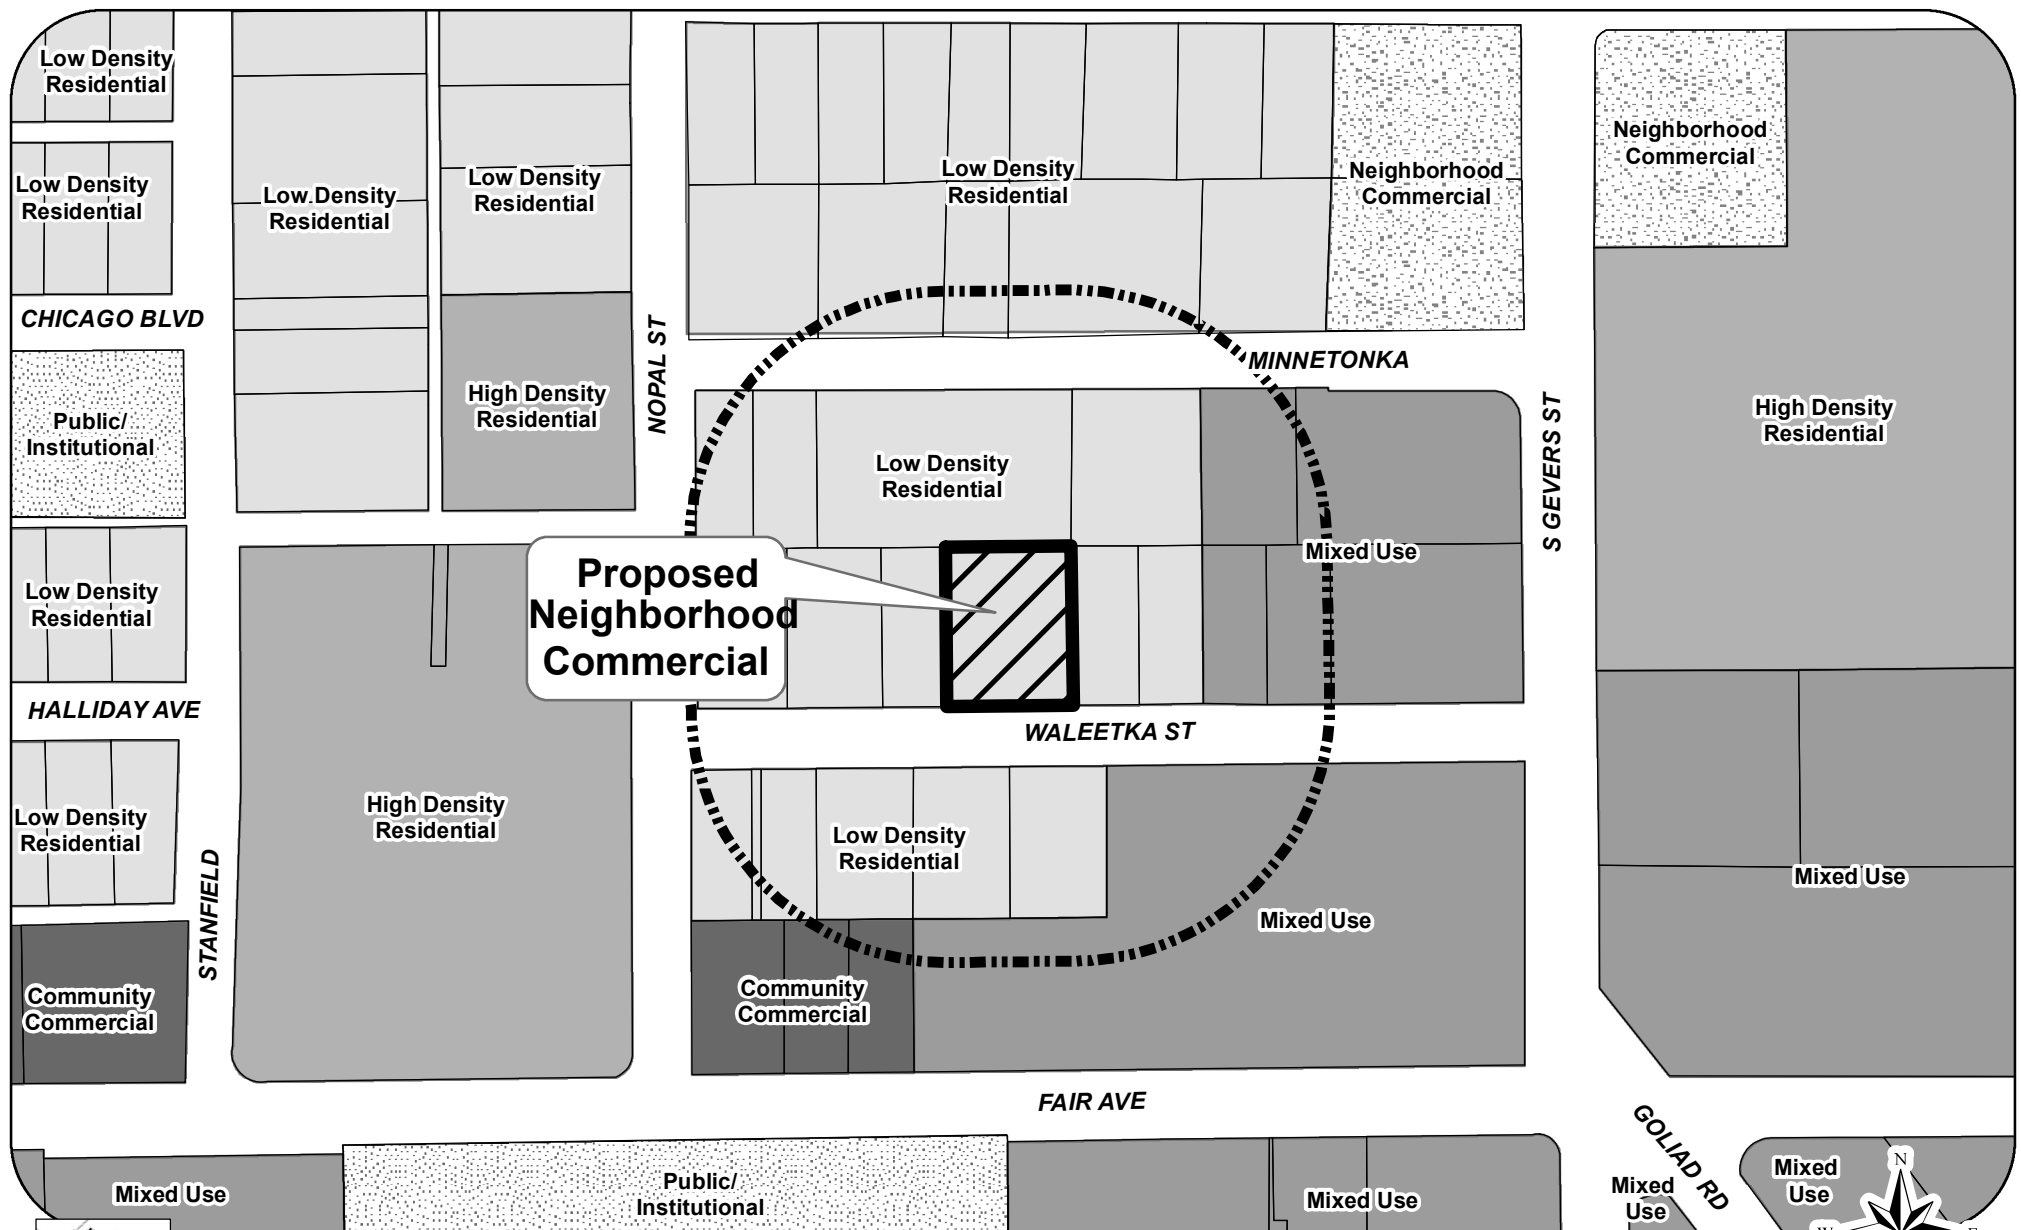 Low Density
Residential
Low Density
Residential
Low Density
Residential
Low Density
Residential
Low Density
Residential
Neighborhood
Commercial
Neighborhood
Commercial
CHICAGO BLVD
Public/
Institutional
High Density
Residential
NOPAL ST
MINNETONKA
Low Density
Residential
S GEVERS ST
High Density
Residential
Mixed Use
Proposed
Neighborhood
Commercial
Low Density
Residential
HALLIDAY AVE
WALEETKA ST
Low Density
Residential
High Density
Residential
Low Density
Residential
Mixed Use
Mixed Use
STANFIELD
Community
Commercial
Community
Commercial
FAIR AVE
GOLIAD RD
Mixed Use
Public/
Institutional
Mixed Use
Mixed
Use
Mixed
Use
N
W
E